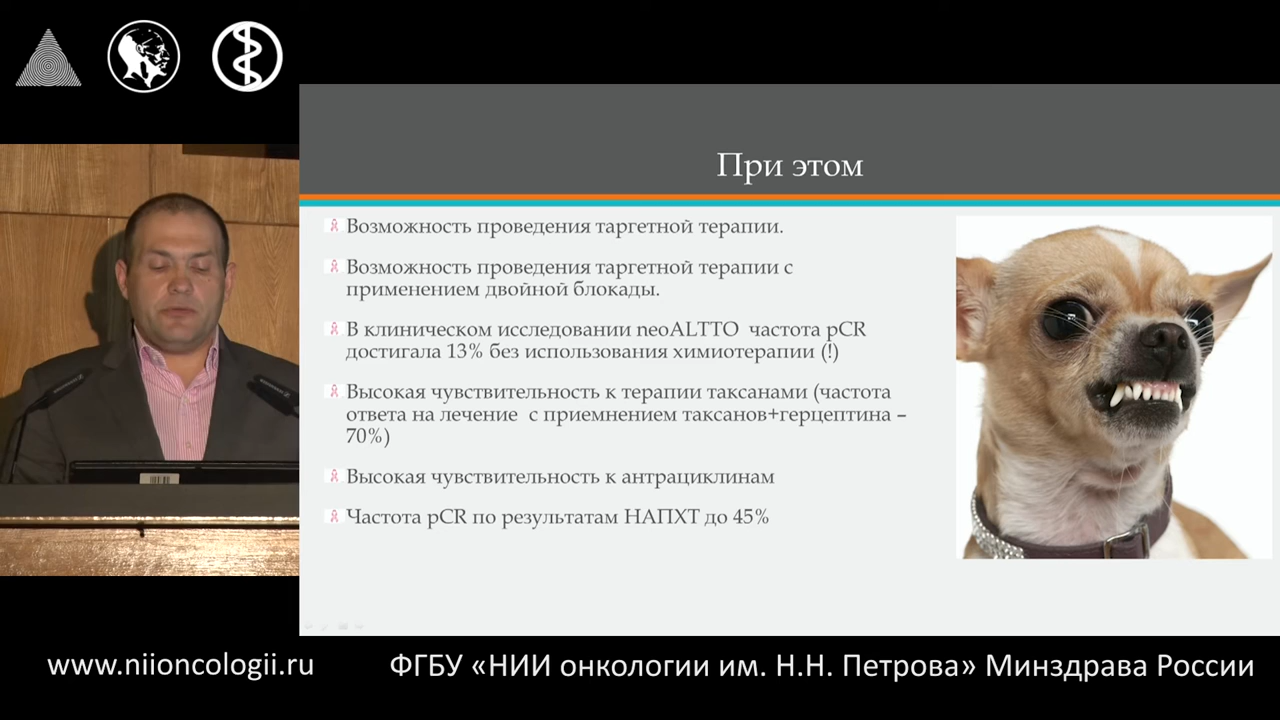 При этом
Возможность проведения таргетной терапии.
Возможность проведения таргетной терапии с
применением двойной блокады.
В клиническом исследовании neoALTTO частота pCR
достигала 13% без использования химиотерапии (!)
Высокая чувствительность к терапии таксанами (частота
ответа на лечение с приемнением таксанов+герцептина –
70%)
Высокая чувствительность к антрациклинам
Частота pCR по результатам НАПХТ до 45%
www.niioncologii.ru
ФГБУ «НИИ онкологии им. Н.Н. Петрова» Минздрава России